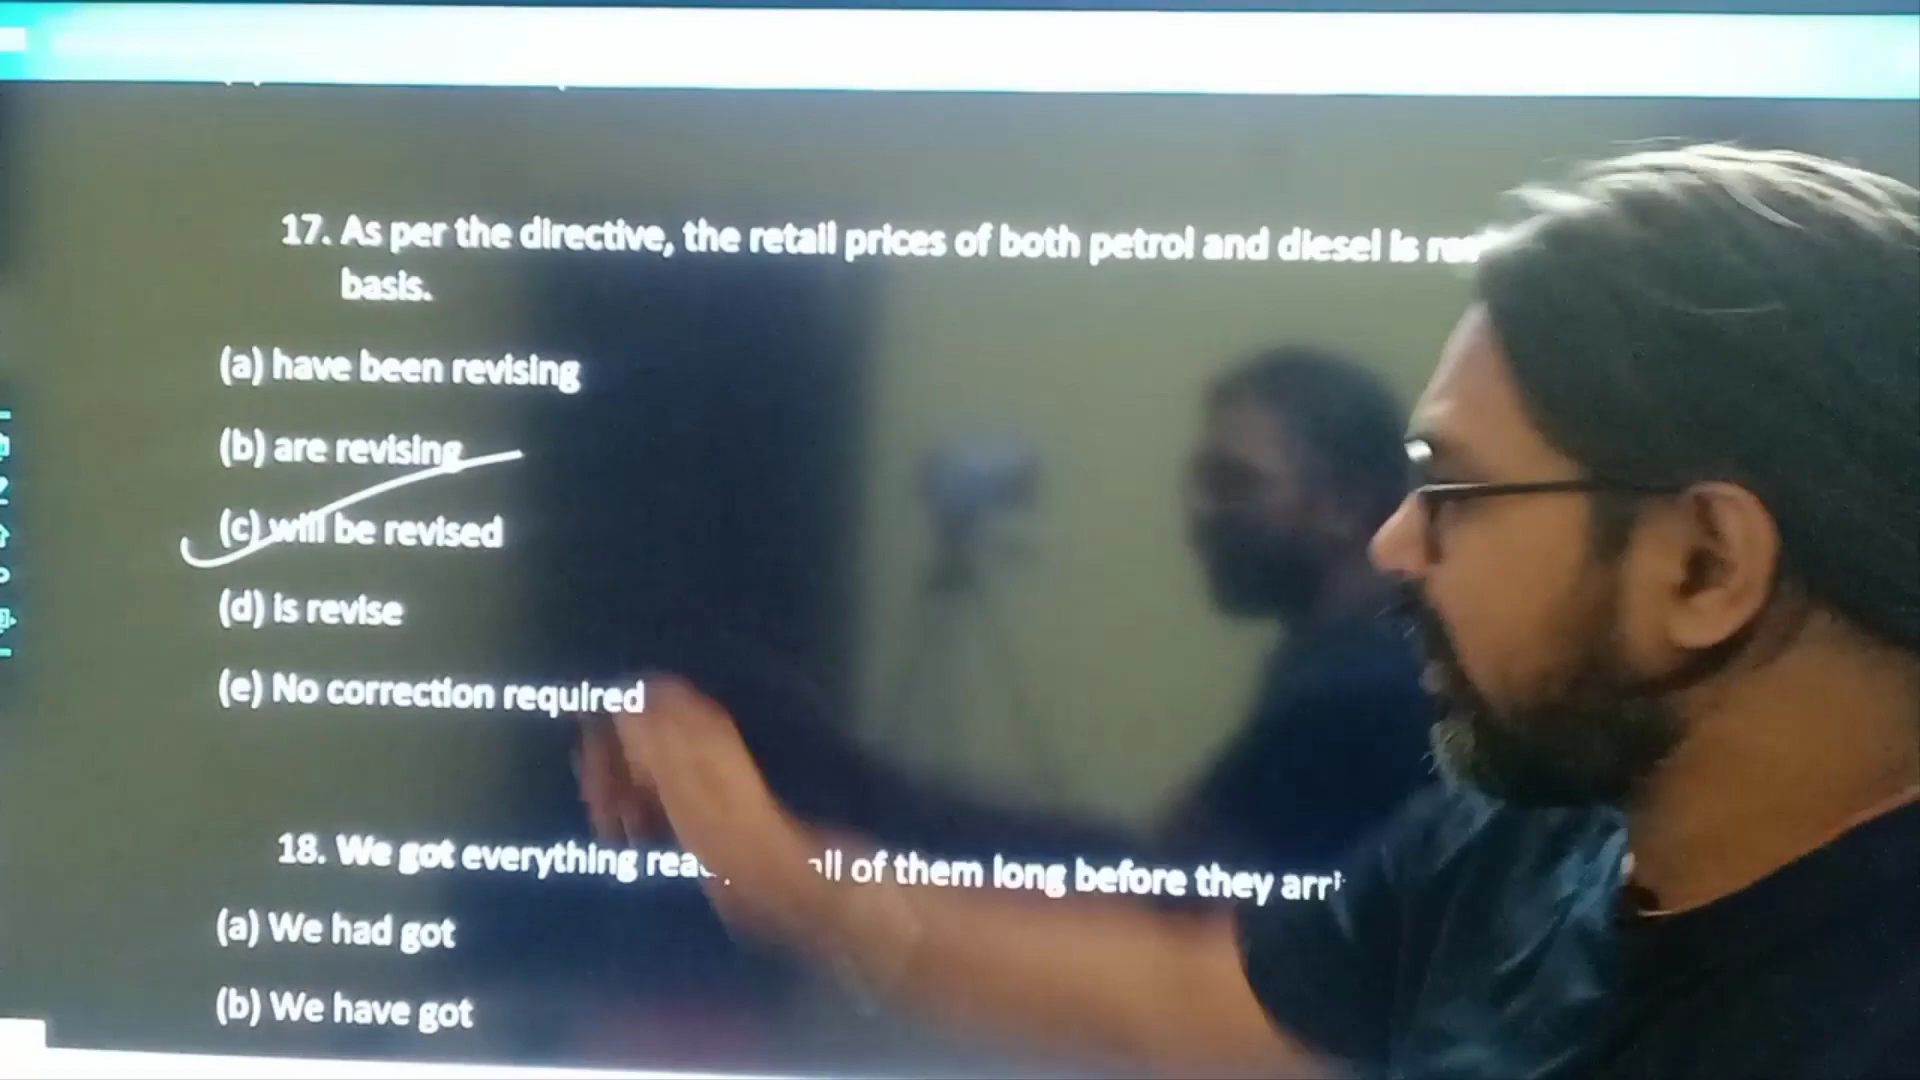 17. As per the directive, the retail prices of both petrol and diesel is
basis.
(a) have been revising
(b) are revising
(c) will be revised
(d) is revise
(e) No correction required
18. We got everything of them long before they
(a) We had got
(b) We have got